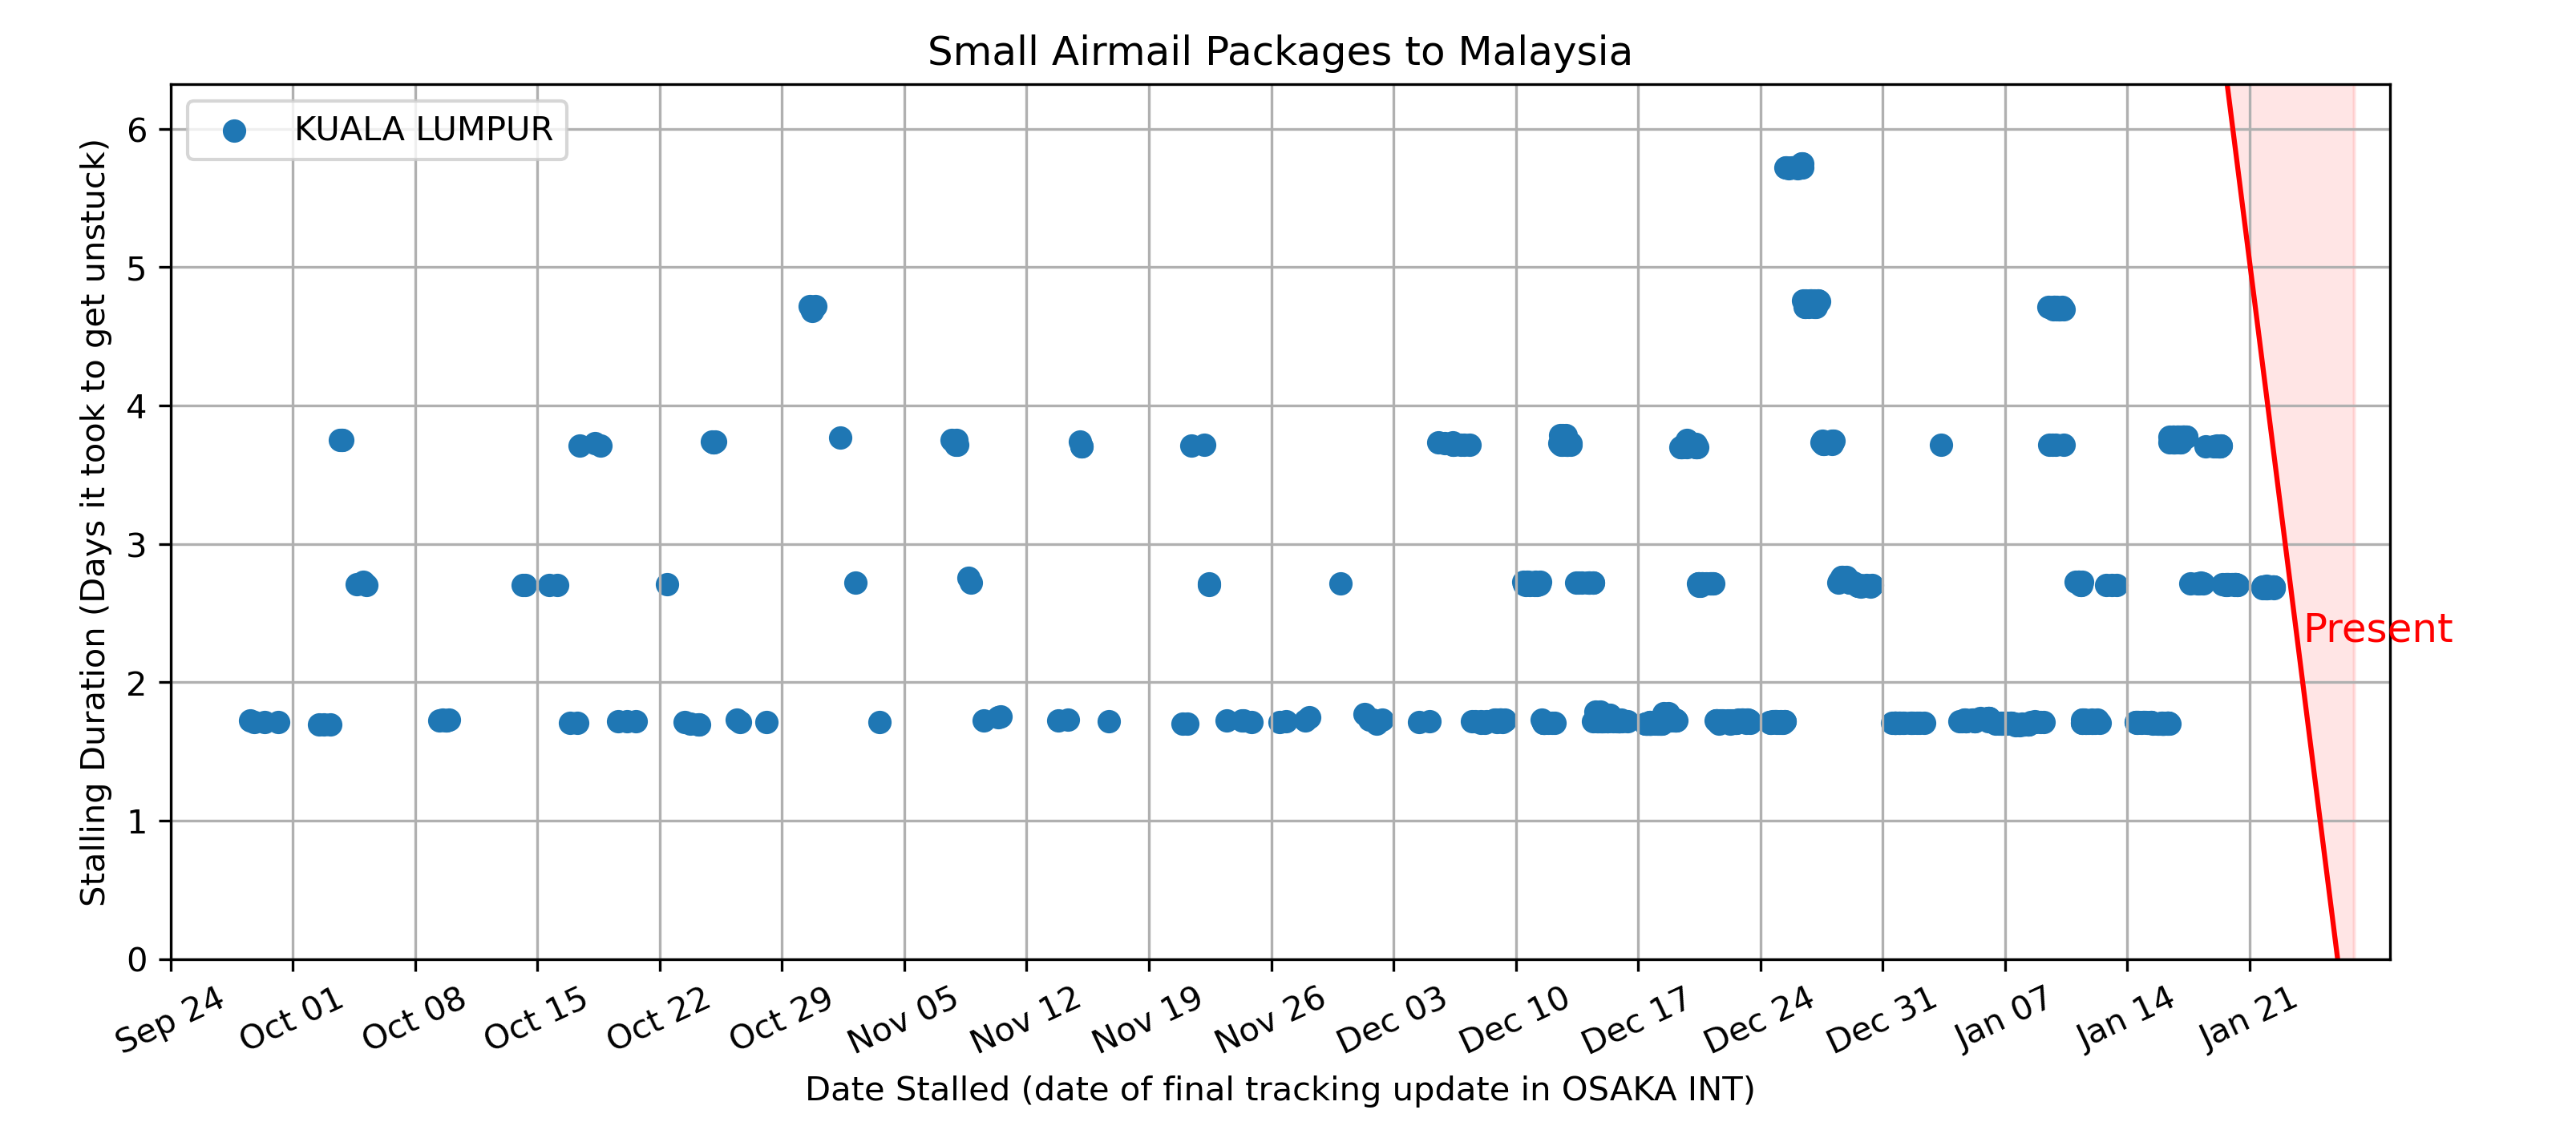 Small Airmail Packages to Malaysia
KUALA LUMPUR
6
5
4
3
2
1
0
Stalling Duration (Days it took to get unstuck)
Present
Sep 24
Oct 01
Oct 08
Oct 15
Oct 22
Oct 29
Nov 05
Nov 12
Nov 19
Nov 26
Dec 03
Dec 10
Dec 17
Dec 24
Dec 31
Jan 07
Jan 14
Jan 21
Date Stalled (date of final tracking update in OSAKA INT)